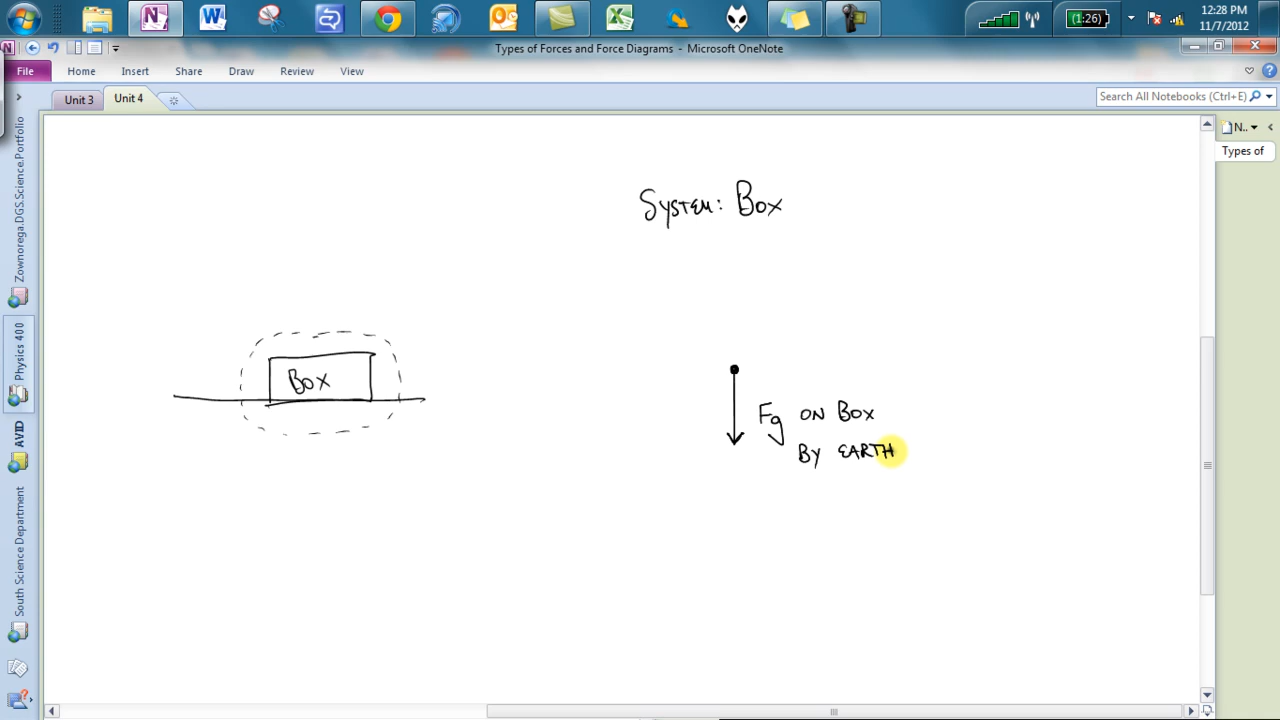 12:28 PM
(1:26)
11/7/2012
Types of Forces and Force Diagrams - Microsoft OneNote
File Home Insert Share Draw Review View
Unit 3 Unit 4
Search All Notebooks (Ctrl+E)
N..
Types of
Zownorega.DGS.Science.Portfolio
Physics 400
AVID
South Science Department
SYSTEM: BOX
BOX
Fg ON BOX
BY EARTH